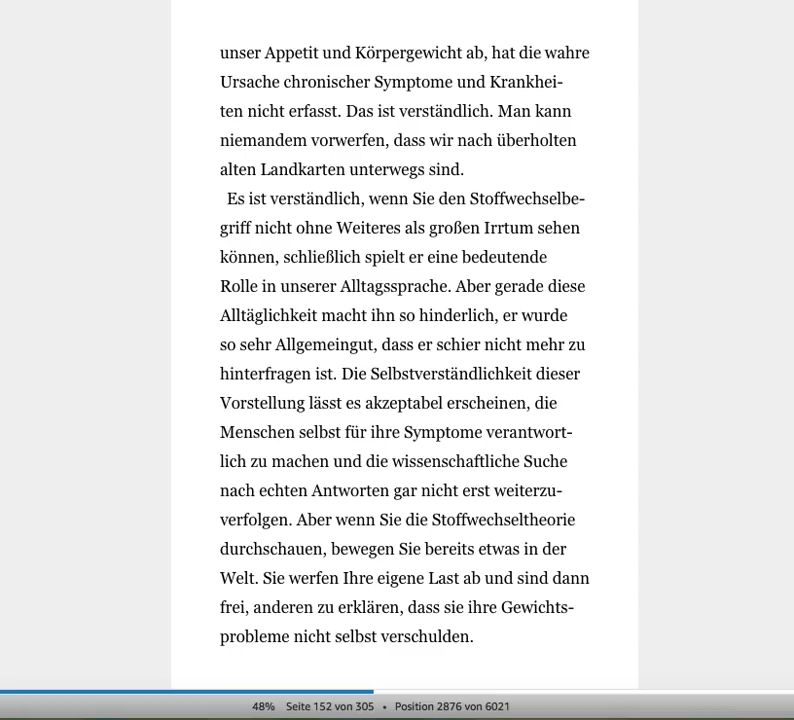 unser Appetit und Körpergewicht ab, hat die wahre
Ursache chronischer Symptome und Krankhei-
ten nicht erfasst. Das ist verständlich. Man kann
niemandem vorwerfen, dass wir nach überholten
alten Landkarten unterwegs sind.
Es ist verständlich, wenn Sie den Stoffwechselbe-
griff nicht ohne Weiteres als großen Irrtum sehen
können, schließlich spielt er eine bedeutende
Rolle in unserer Alltagssprache. Aber gerade diese
Alltäglichkeit macht ihn so hinderlich, er wurde
so sehr Allgemeingut, dass er schier nicht mehr zu
hinterfragen ist. Die Selbstverständlichkeit dieser
Vorstellung lässt es akzeptabel erscheinen, die
Menschen selbst für ihre Symptome verantwort-
lich zu machen und die wissenschaftliche Suche
nach echten Antworten gar nicht erst weiterzu-
verfolgen. Aber wenn Sie die Stoffwechseltheorie
durchschauen, bewegen Sie bereits etwas in der
Welt. Sie werfen Ihre eigene Last ab und sind dann
frei, anderen zu erklären, dass sie ihre Gewichts-
probleme nicht selbst verschulden.
48% Seite 152 von 305 • Position 2876 von 6021